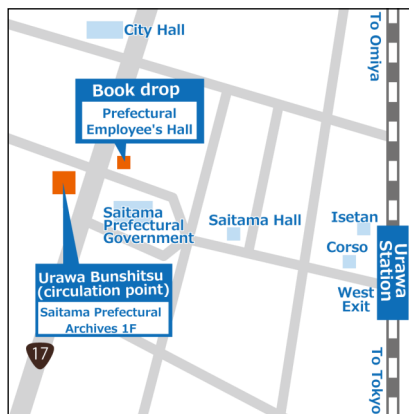 City Hall
To Omiya
Book drop
Prefectural
Employee's Hall
Saitama
Prefectural
Government
Saitama Hall
Isetan
Corso
Urawa
Station
West
Exit
Urawa Bunshitsu
(circulation point)
Saitama Prefectural
Archives 1F
17
To Tokyo